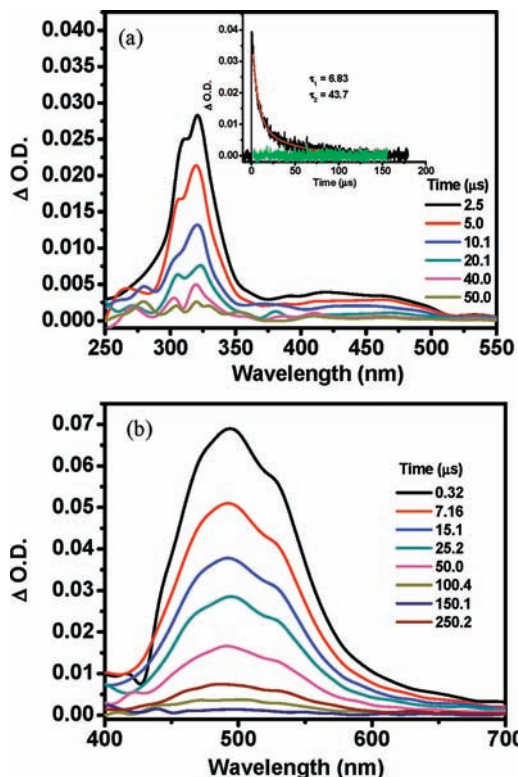 (a)
0.040
0.035
0.030
0.025
0.020
0.015
0.010
0.005
0.000
Δ O.D.
0.04
0.03
0.02
0.01
0.00
Δ O.D.
τ1 = 6.83
τ2 = 43.7
0 50 100 150 200
Time (μs)
Time (μs)
2.5
5.0
10.1
20.1
40.0
50.0
250 300 350 400 450 500 550
Wavelength (nm)
(b)
0.07
0.06
0.05
0.04
0.03
0.02
0.01
0.00
Δ O.D.
Time (μs)
0.32
7.16
15.1
25.2
50.0
100.4
150.1
250.2
400 500 600 700
Wavelength (nm)